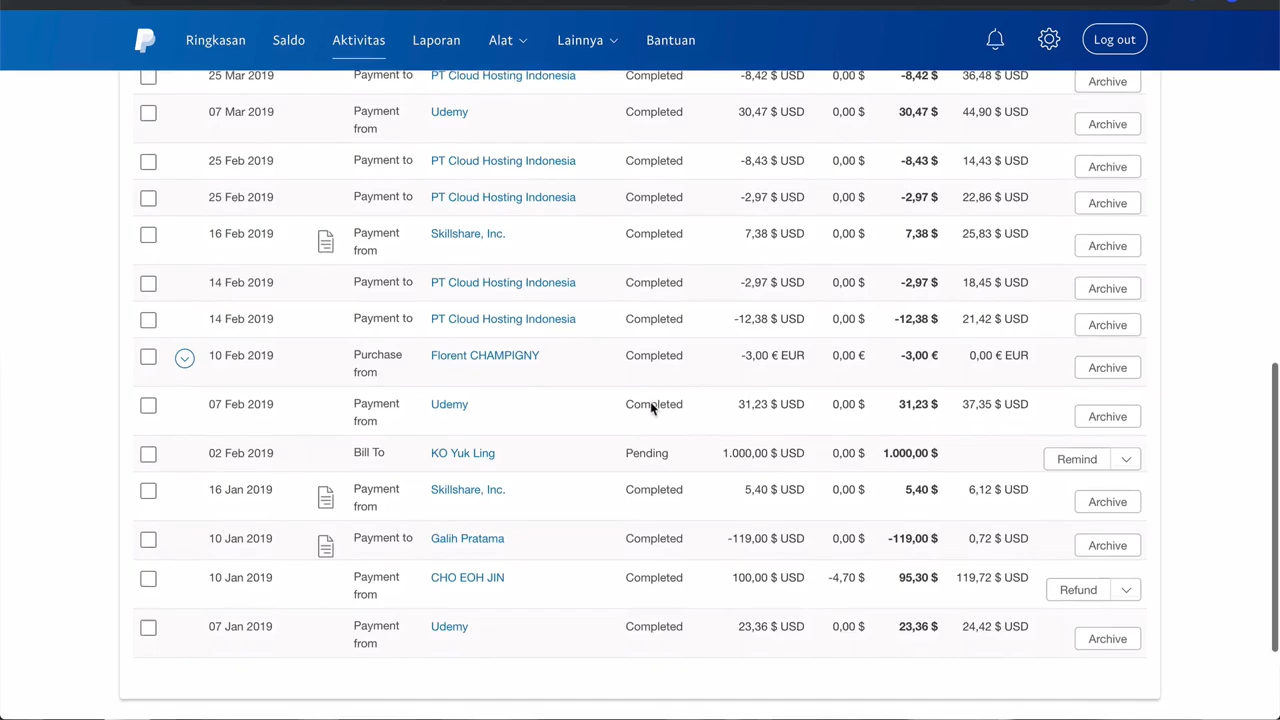 Ringkasan Saldo Aktivitas Laporan Alat Lainnya Bantuan Log out
25 Mar 2019 Payment to PT Cloud Hosting Indonesia Completed -8,42 $ USD 0,00 $ -8,42 $ 36,48 $ USD Archive
07 Mar 2019 Payment from Udemy Completed 30,47 $ USD 0,00 $ 30,47 $ 44,90 $ USD Archive
25 Feb 2019 Payment to PT Cloud Hosting Indonesia Completed -8,43 $ USD 0,00 $ -8,43 $ 14,43 $ USD Archive
25 Feb 2019 Payment to PT Cloud Hosting Indonesia Completed -2,97 $ USD 0,00 $ -2,97 $ 22,86 $ USD Archive
16 Feb 2019 Payment from Skillshare, Inc. Completed 7,38 $ USD 0,00 $ 7,38 $ 25,83 $ USD Archive
14 Feb 2019 Payment to PT Cloud Hosting Indonesia Completed -2,97 $ USD 0,00 $ -2,97 $ 18,45 $ USD Archive
14 Feb 2019 Payment to PT Cloud Hosting Indonesia Completed -12,38 $ USD 0,00 $ -12,38 $ 21,42 $ USD Archive
10 Feb 2019 Purchase from Florent CHAMPIGNY Completed -3,00 € EUR 0,00 € -3,00 € 0,00 € EUR Archive
07 Feb 2019 Payment from Udemy Completed 31,23 $ USD 0,00 $ 31,23 $ 37,35 $ USD Archive
02 Feb 2019 Bill To KO Yuk Ling Pending 1.000,00 $ USD 0,00 $ 1.000,00 $ Remind
16 Jan 2019 Payment from Skillshare, Inc. Completed 5,40 $ USD 0,00 $ 5,40 $ 6,12 $ USD Archive
10 Jan 2019 Payment to Galih Pratama Completed -119,00 $ USD 0,00 $ -119,00 $ 0,72 $ USD Archive
10 Jan 2019 Payment from CHO EOH JIN Completed 100,00 $ USD -4,70 $ 95,30 $ 119,72 $ USD Refund
07 Jan 2019 Payment from Udemy Completed 23,36 $ USD 0,00 $ 23,36 $ 24,42 $ USD Archive